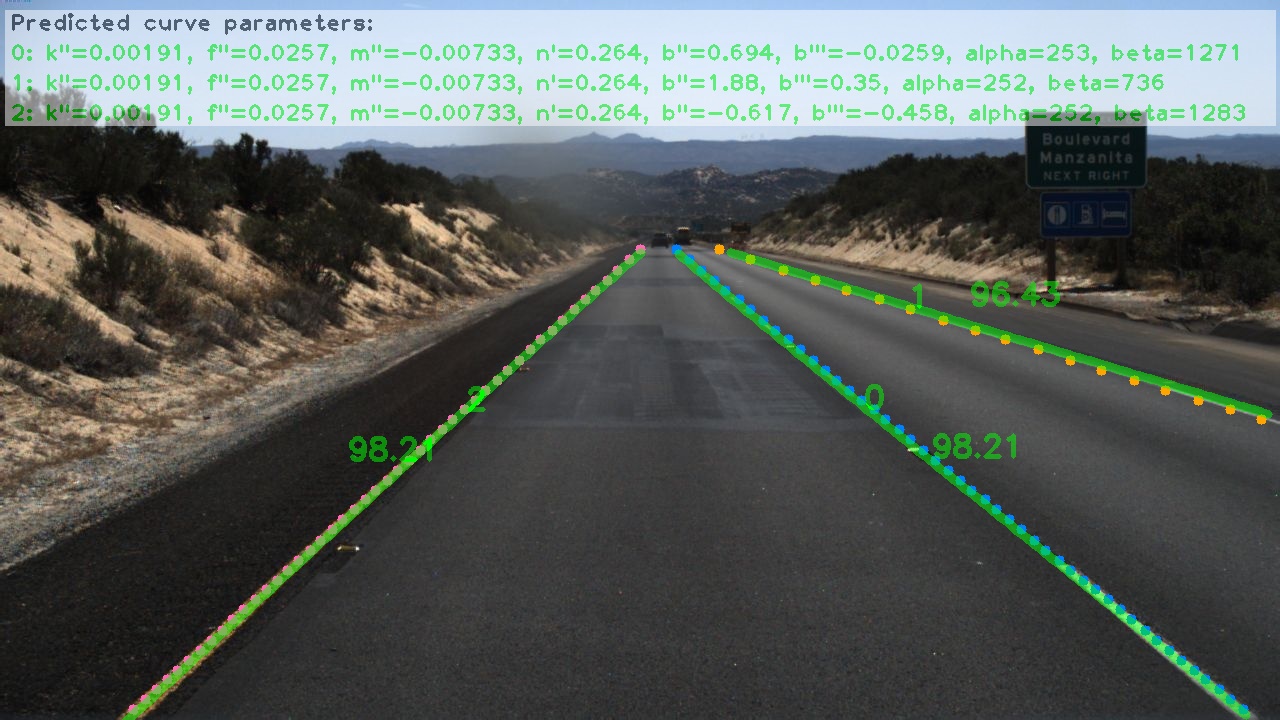 Predicted curve parameters:
0: k''=0.00191, f''=0.0257, m''=-0.00733, n'=0.264, b''=0.694, b'''=-0.0259, alpha=253, beta=1271
1: k''=0.00191, f''=0.0257, m''=-0.00733, n'=0.264, b''=1.88, b'''=0.35, alpha=252, beta=736
2: k''=0.00191, f''=0.0257, m''=-0.00733, n'=0.264, b''=-0.617, b'''=-0.458, alpha=252, beta=1283
Boulevard
Manzanita
NEXT RIGHT
1 96.43
2 0
98.21 98.21